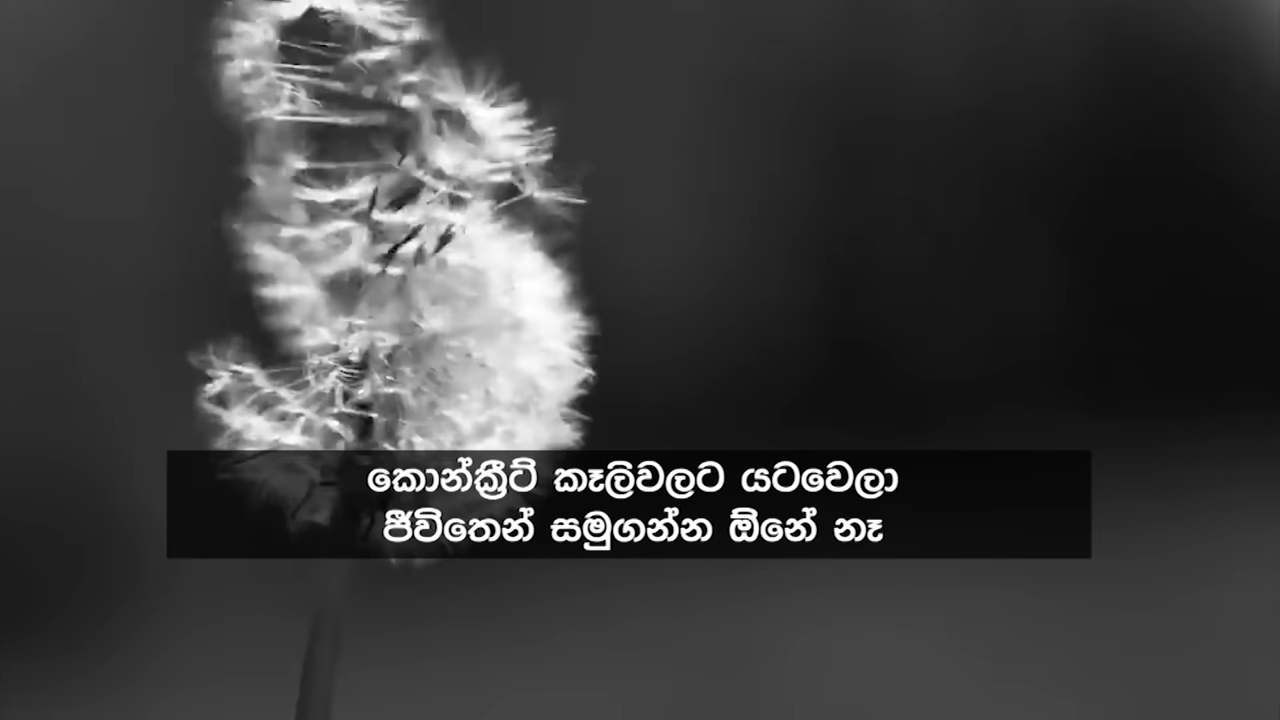 කොන්ක්‍රීට් කෑලිවලට යටවෙලා
ජීවිතෙන් සමුගන්න ඕනේ නෑ